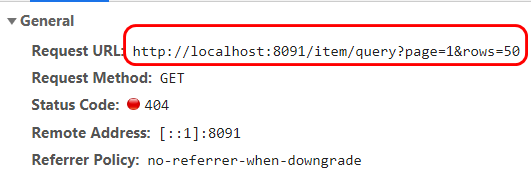 General
Request URL: http://localhost:8091/item/query?page=1&rows=50
Request Method: GET
Status Code: 404
Remote Address: [::1]:8091
Referrer Policy: no-referrer-when-downgrade